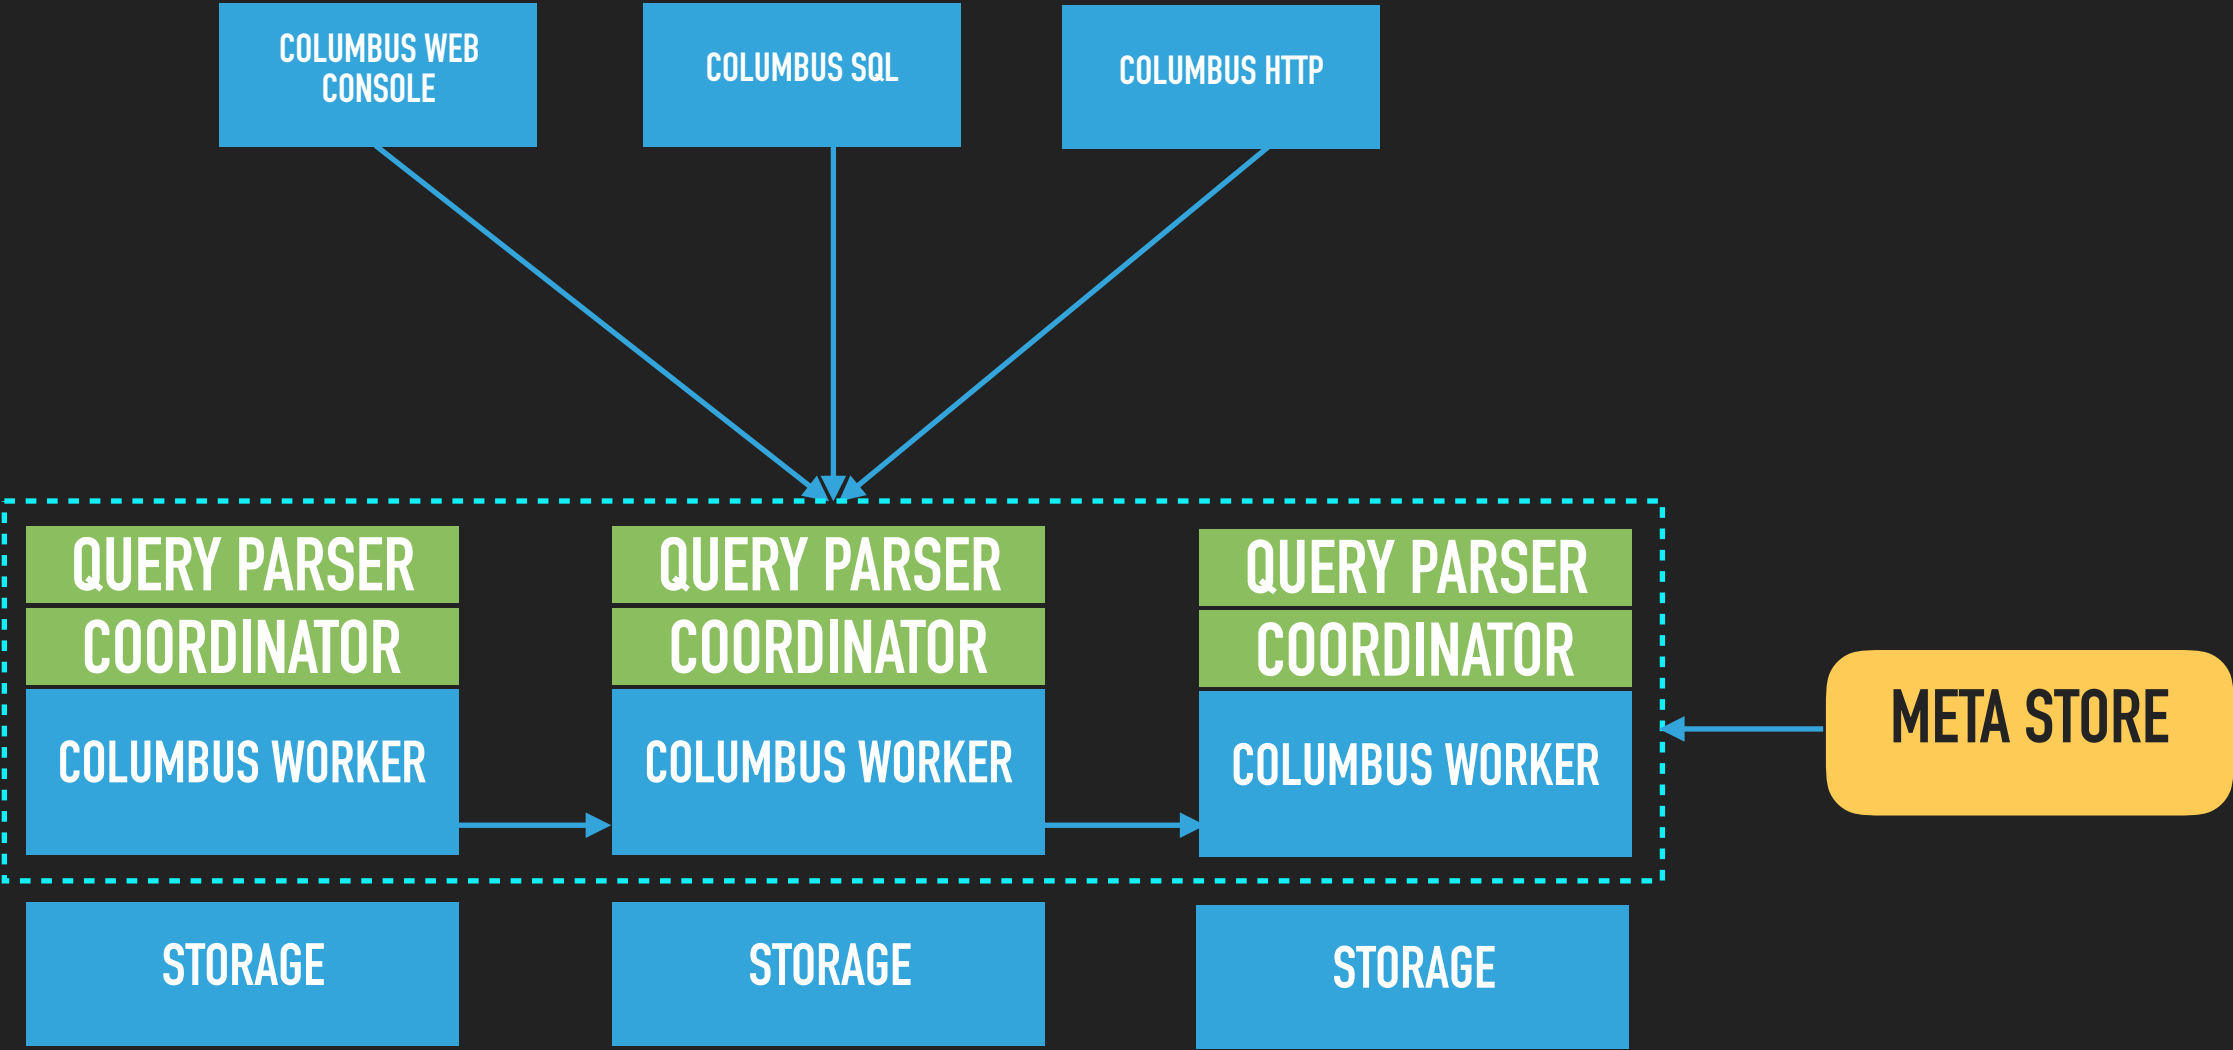 COLUMBUS WEB
CONSOLE
COLUMBUS SQL
COLUMBUS HTTP
QUERY PARSER
COORDINATOR
COLUMBUS WORKER
QUERY PARSER
COORDINATOR
COLUMBUS WORKER
QUERY PARSER
COORDINATOR
COLUMBUS WORKER
META STORE
STORAGE
STORAGE
STORAGE